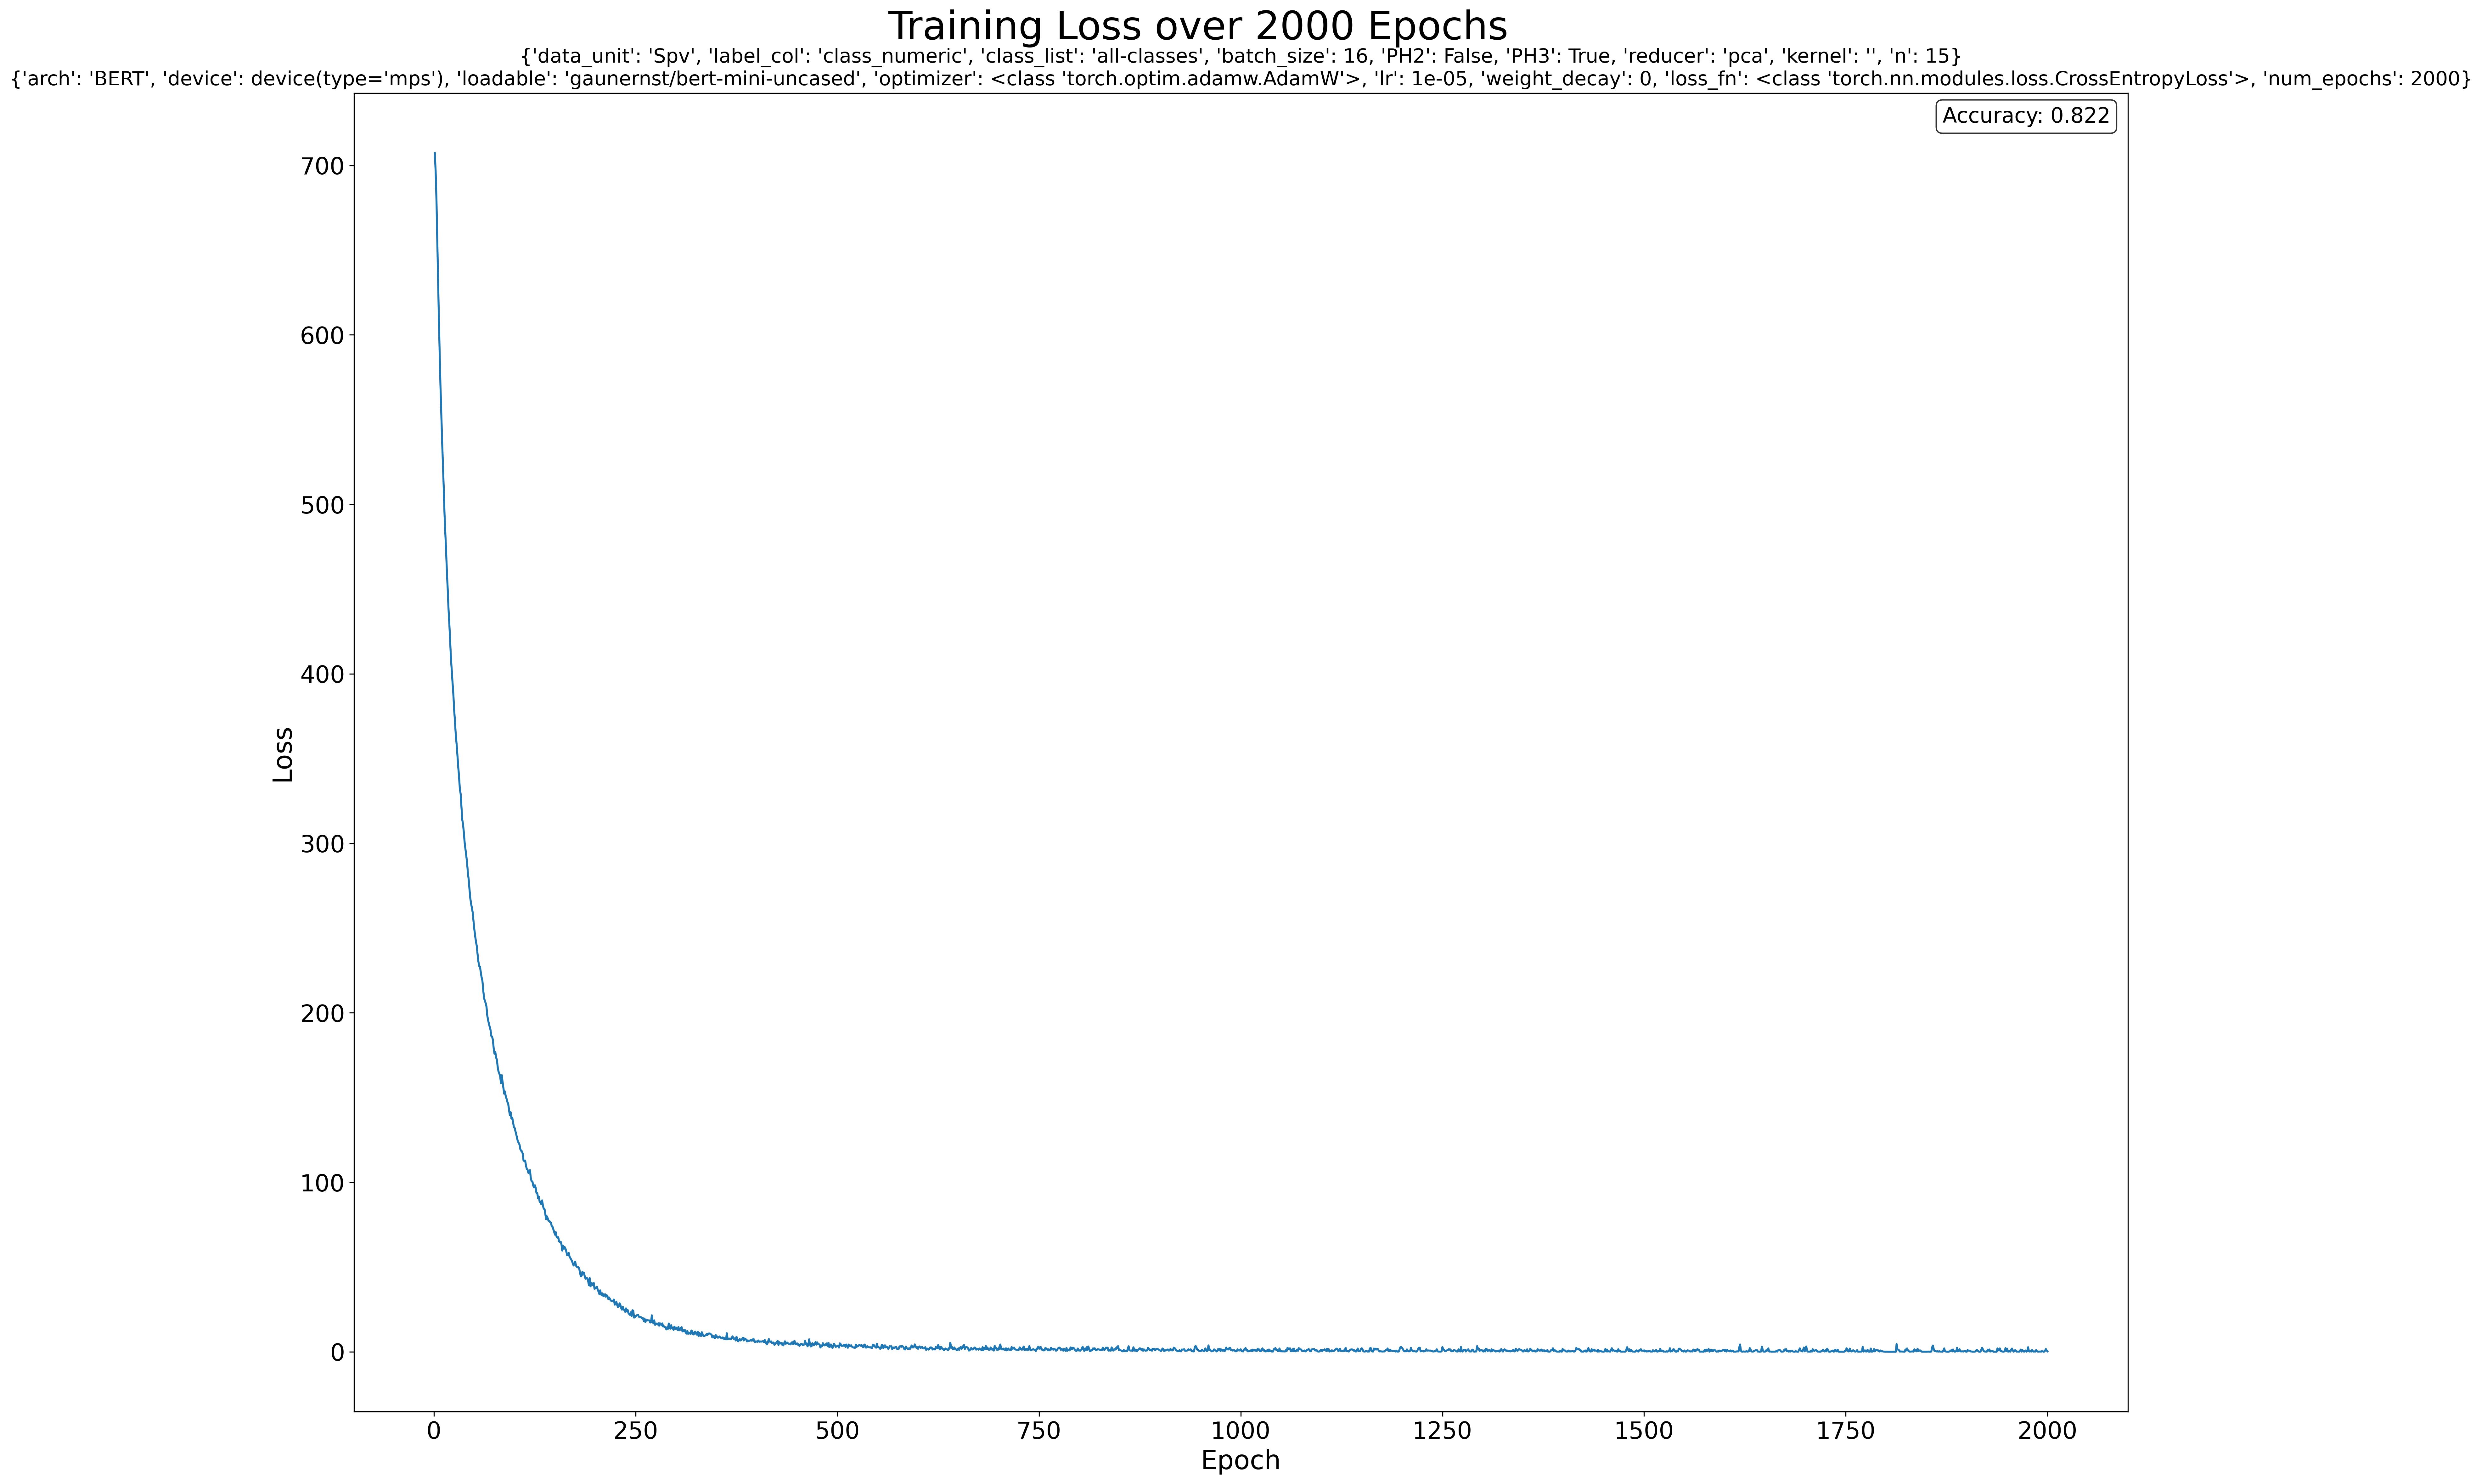 Training Loss over 2000 Epochs
{'data_unit': 'Spv', 'label_col': 'class_numeric', 'class_list': 'all-classes', 'batch_size': 16, 'PH2': False, 'PH3': True, 'reducer': 'pca', 'kernel': '', 'n': 15}
{'arch': 'BERT', 'device': device(type='mps'), 'loadable': 'gaunernst/bert-mini-uncased', 'optimizer': <class 'torch.optim.adamw.AdamW'>, 'lr': 1e-05, 'weight_decay': 0, 'loss_fn': <class 'torch.nn.modules.loss.CrossEntropyLoss'>, 'num_epochs': 2000}
Accuracy: 0.822
700
600
500
400
300
200
100
0
Loss
0 250 500 750 1000 1250 1500 1750 2000
Epoch